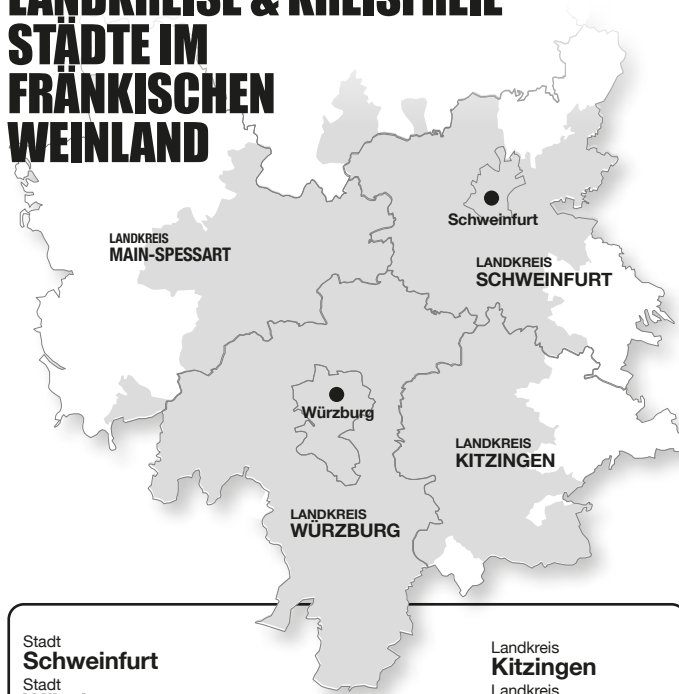 LANDKREISE & KREISFREIE
STÄDTE IM
FRÄNKISCHEN
WEINLAND
Schweinfurt
LANDKREIS
MAIN-SPESSART
LANDKREIS
SCHWEINFURT
Würzburg
LANDKREIS
KITZINGEN
LANDKREIS
WÜRZBURG
Stadt
Schweinfurt
Stadt
Landkreis
Kitzingen
Landkreis